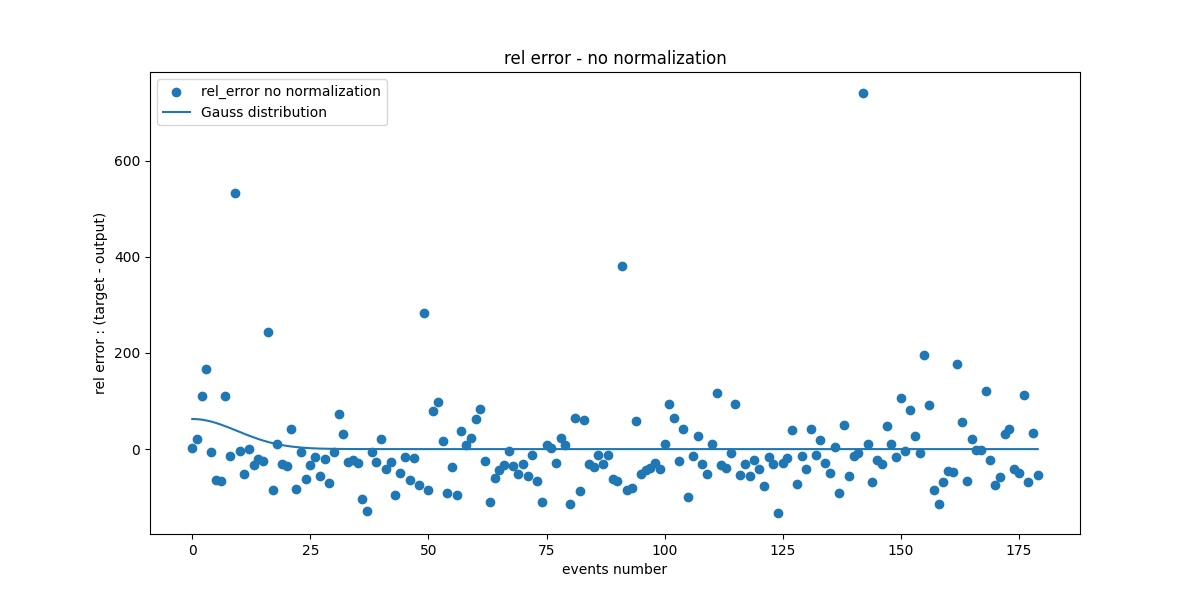 rel error - no normalization
rel_error no normalization
Gauss distribution
rel error : (target - output)
600
400
200
0
0 25 50 75 100 125 150 175
events number